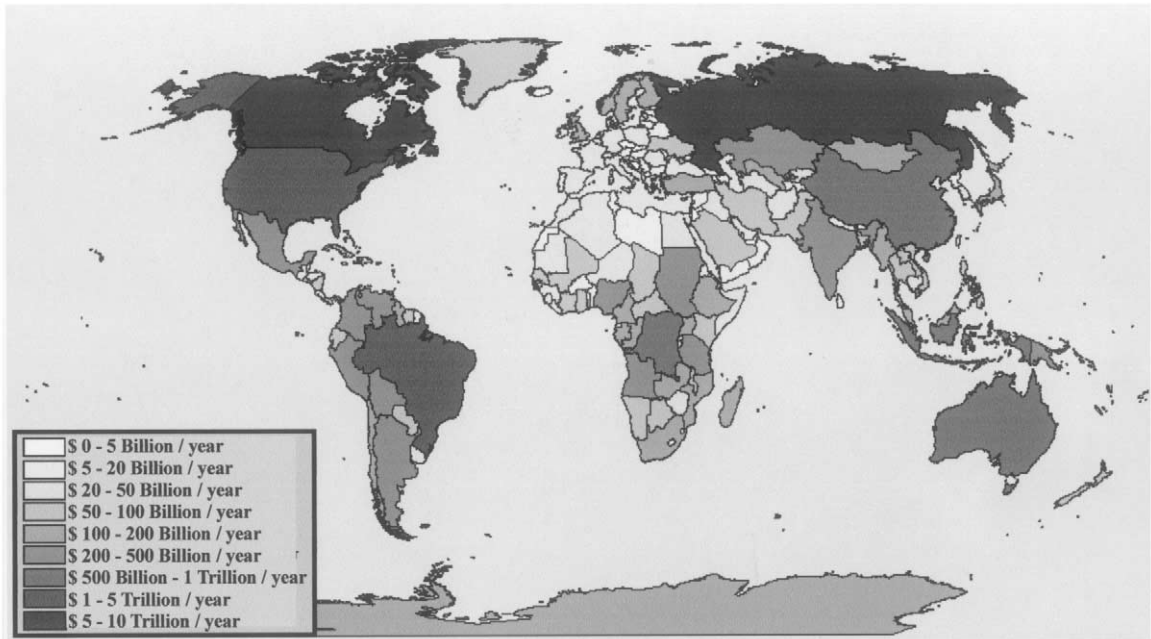 $ 0 - 5 Billion / year
$ 5 - 20 Billion / year
$ 20 - 50 Billion / year
$ 50 - 100 Billion / year
$ 100 - 200 Billion / year
$ 200 - 500 Billion / year
$ 500 Billion - 1 Trillion / year
$ 1 - 5 Trillion / year
$ 5 - 10 Trillion / year